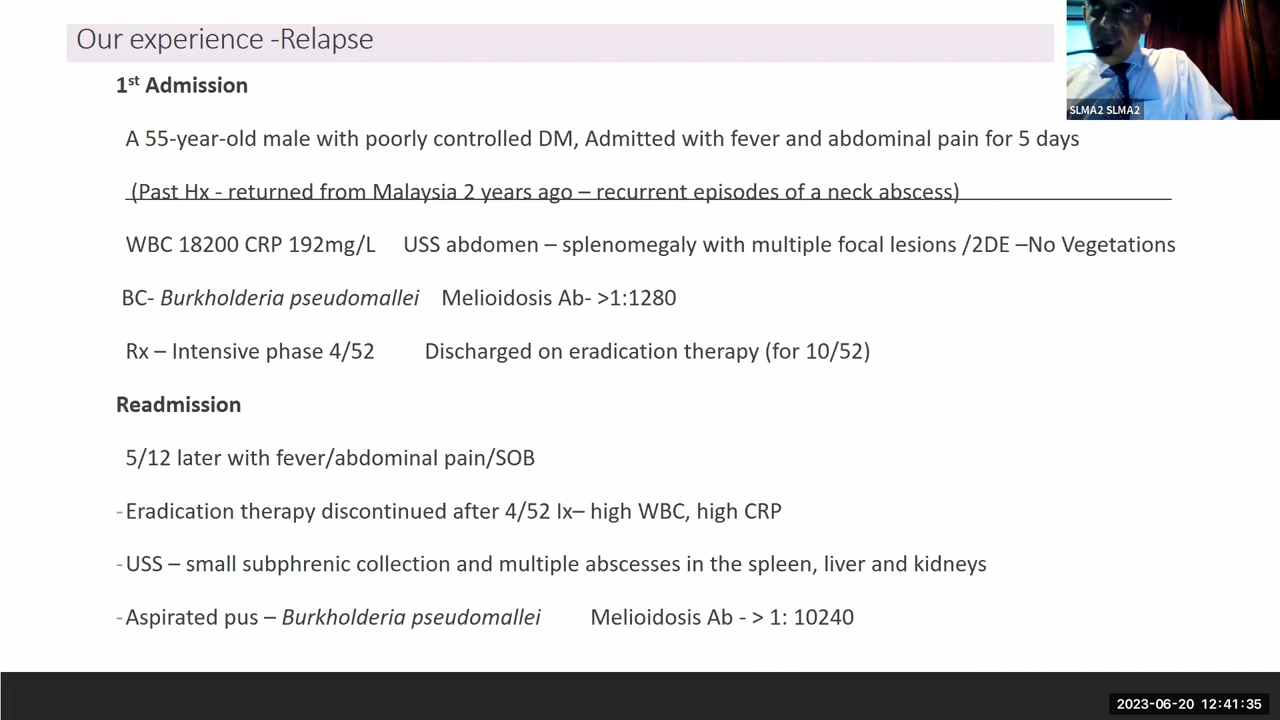 Our experience -Relapse
SLMA2 SLMA2
1st Admission
A 55-year-old male with poorly controlled DM, Admitted with fever and abdominal pain for 5 days
(Past Hx - returned from Malaysia 2 years ago – recurrent episodes of a neck abscess)
WBC 18200 CRP 192mg/L USS abdomen – splenomegaly with multiple focal lesions /2DE –No Vegetations
BC- Burkholderia pseudomallei Melioidosis Ab- >1:1280
Rx – Intensive phase 4/52 Discharged on eradication therapy (for 10/52)
Readmission
5/12 later with fever/abdominal pain/SOB
-Eradication therapy discontinued after 4/52 Ix– high WBC, high CRP
-USS – small subphrenic collection and multiple abscesses in the spleen, liver and kidneys
-Aspirated pus – Burkholderia pseudomallei Melioidosis Ab - > 1: 10240
2023-06-20 12:41:35